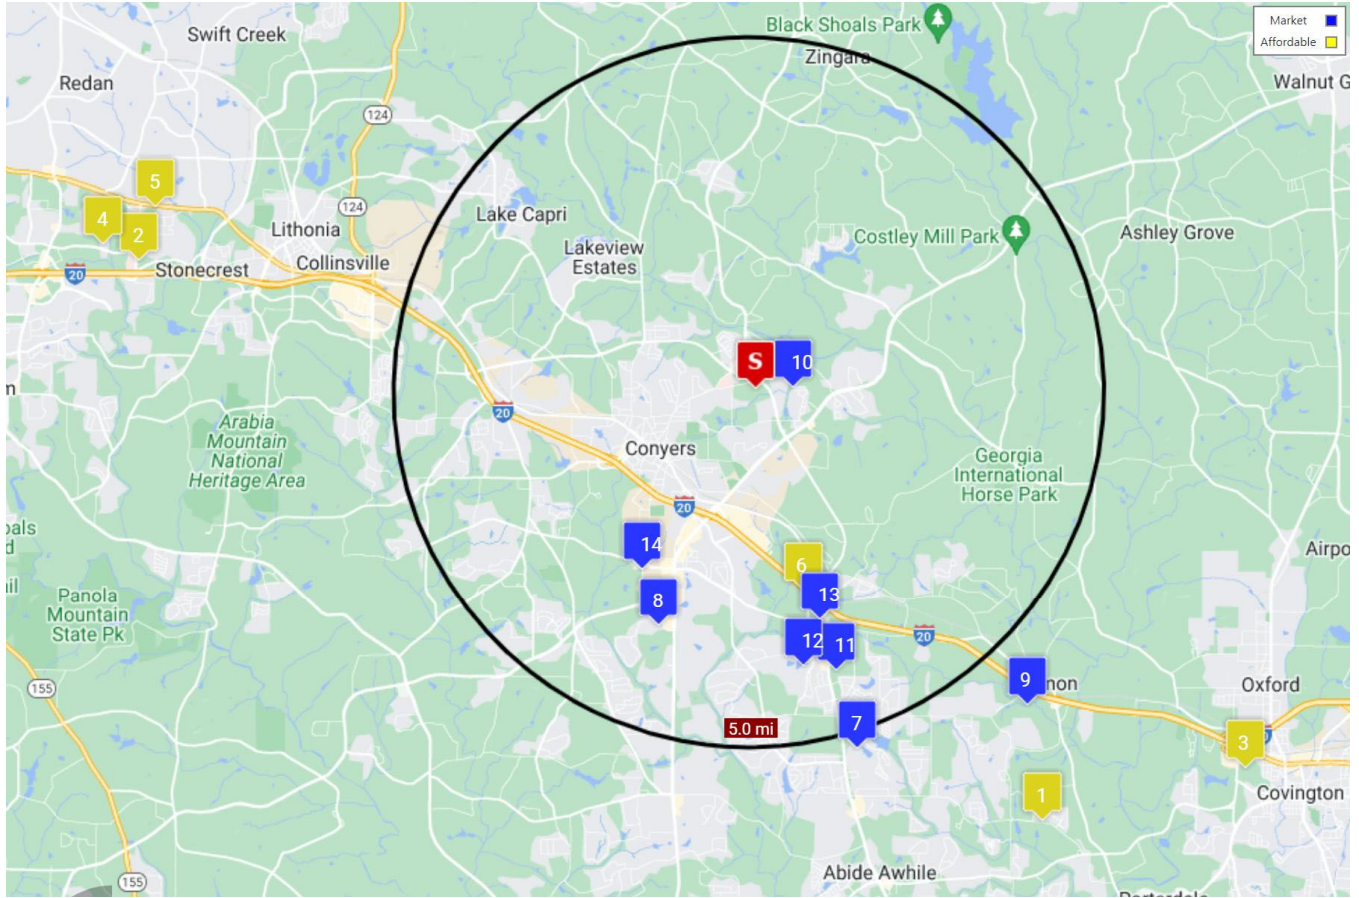 Swift Creek
Black Shoals Park
Zingara
Market
Affordable
Redan
Walnut G
124
5
4
2
124
Lake Capri
Lithonia
Lakeview
Estates
Costley Mill Park
Ashley Grove
Collinsville
Stonecrest
20
S
10
m
20
Arabia
Mountain
National
Heritage Area
Conyers
Georgia
International
Horse Park
20
14
6
13
8
12
11
20
Airpo
Panola
Mountain
State Pk
155
9
non
Oxford
5.0 mi
7
3
1
Covington
Abide Awhile
155